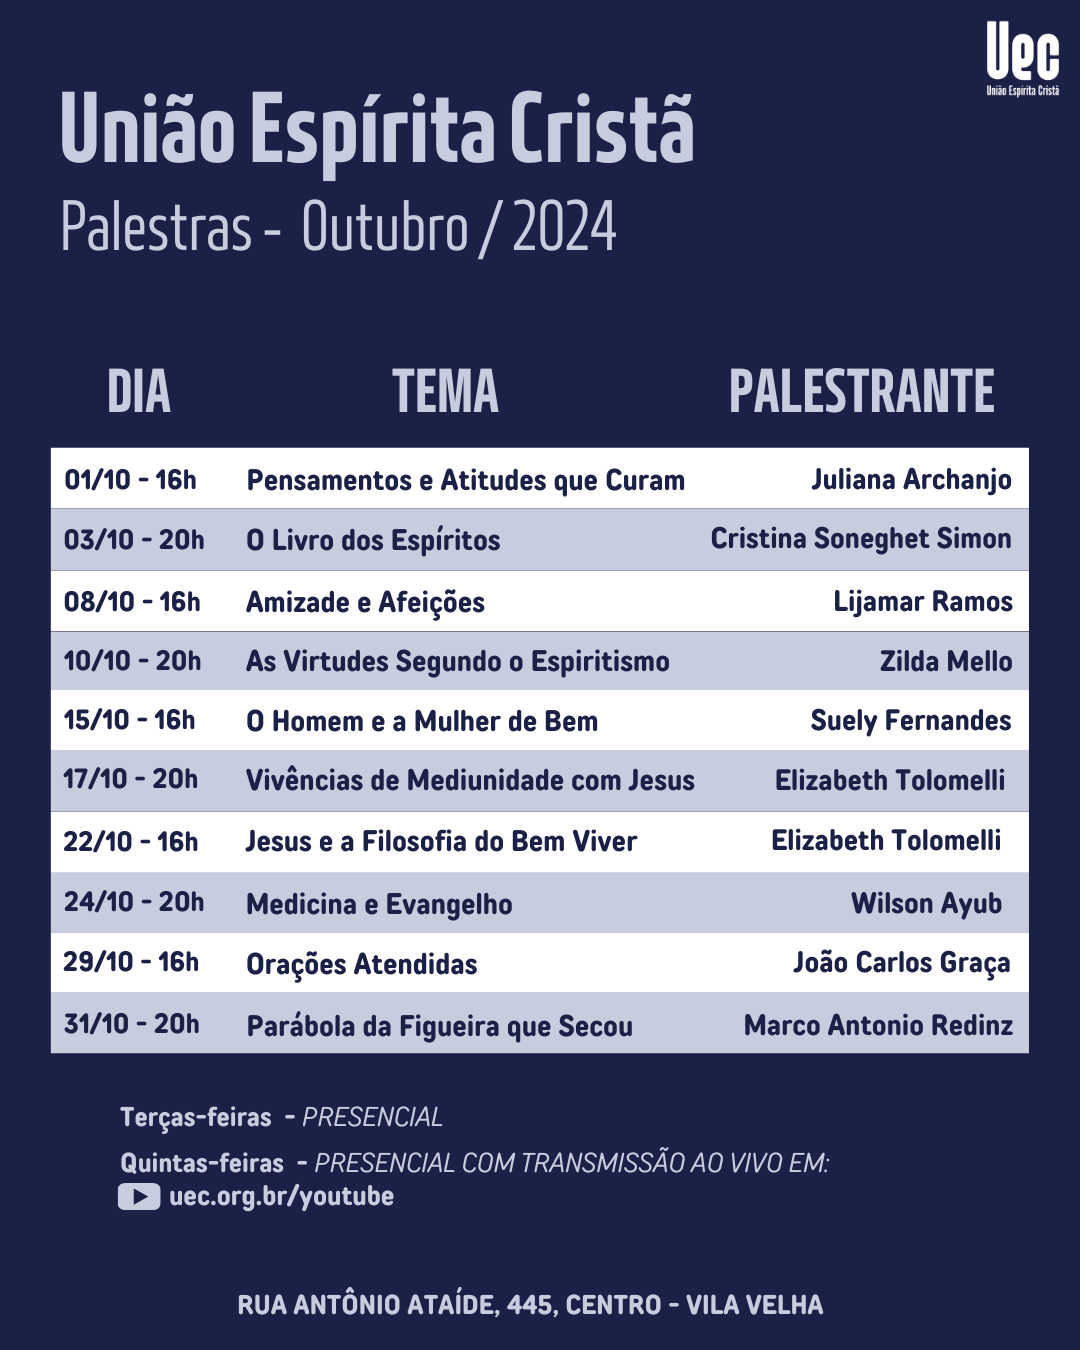 Uec
União Espírita Cristã
União Espírita Cristã
Palestras - Outubro / 2024
DIA TEMA PALESTRANTE
01/10 - 16h Pensamentos e Atitudes que Curam Juliana Archanjo
03/10 - 20h O Livro dos Espíritos Cristina Soneghet Simon
08/10 - 16h Amizade e Afeições Lijamar Ramos
10/10 - 20h As Virtudes Segundo o Espiritismo Zilda Mello
15/10 - 16h O Homem e a Mulher de Bem Suely Fernandes
17/10 - 20h Vivências de Mediunidade com Jesus Elizabeth Tolomelli
22/10 - 16h Jesus e a Filosofia do Bem Viver Elizabeth Tolomelli
24/10 - 20h Medicina e Evangelho Wilson Ayub
29/10 - 16h Orações Atendidas João Carlos Graça
31/10 - 20h Parábola da Figueira que Secou Marco Antonio Redinz
Terças-feiras - PRESENCIAL
Quintas-feiras - PRESENCIAL COM TRANSMISSÃO AO VIVO EM:
uec.org.br/youtube
RUA ANTÔNIO ATAÍDE, 445, CENTRO - VILA VELHA